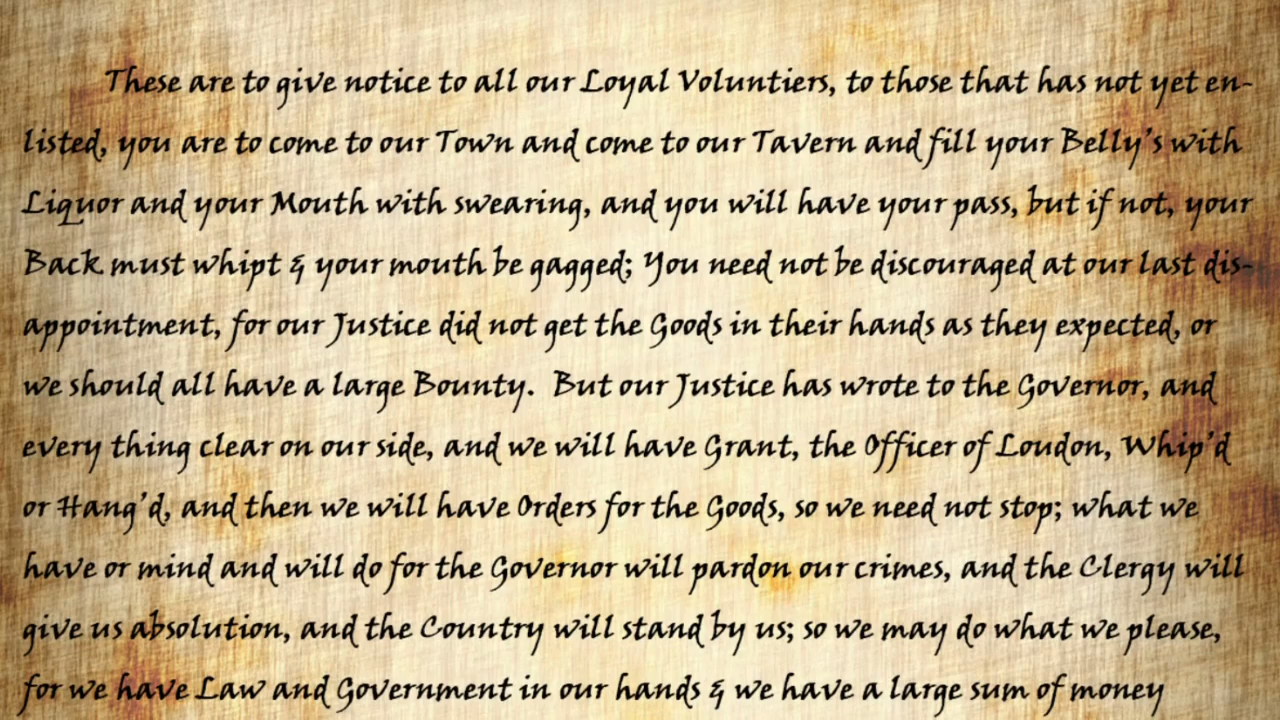 These are to give notice to all our Loyal Voluntiers, to those that has not yet en-
listed, you are to come to our Town and come to our Tavern and fill your Belly's with
Liquor and your Mouth with swearing, and you will have your pass, but if not, your
Back must whipt & your mouth be gagged; You need not be discouraged at our last dis-
appointment, for our Justice did not get the Goods in their hands as they expected, or
we should all have a large Bounty. But our Justice has wrote to the Governor, and
every thing clear on our side, and we will have Grant, the Officer of Loudon, Whip'd
or Hang'd, and then we will have Orders for the Goods, so we need not stop; what we
have or mind and will do for the Governor will pardon our crimes, and the Clergy will
give us absolution, and the Country will stand by us; so we may do what we please,
for we have Law and Government in our hands & we have a large sum of money